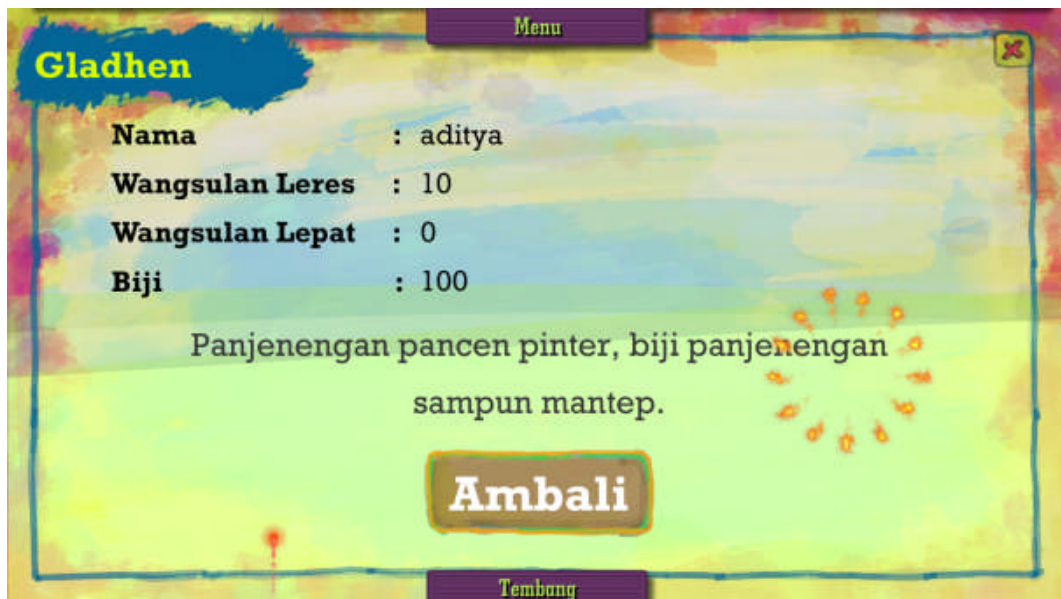 Menu
Gladhen
Nama : aditya
Wangsulan Leres : 10
Wangsulan Lepat : 0
Biji : 100
Panjenengan pancen pinter, biji panjenengan
sampun mantep.
Ambali
Tembang